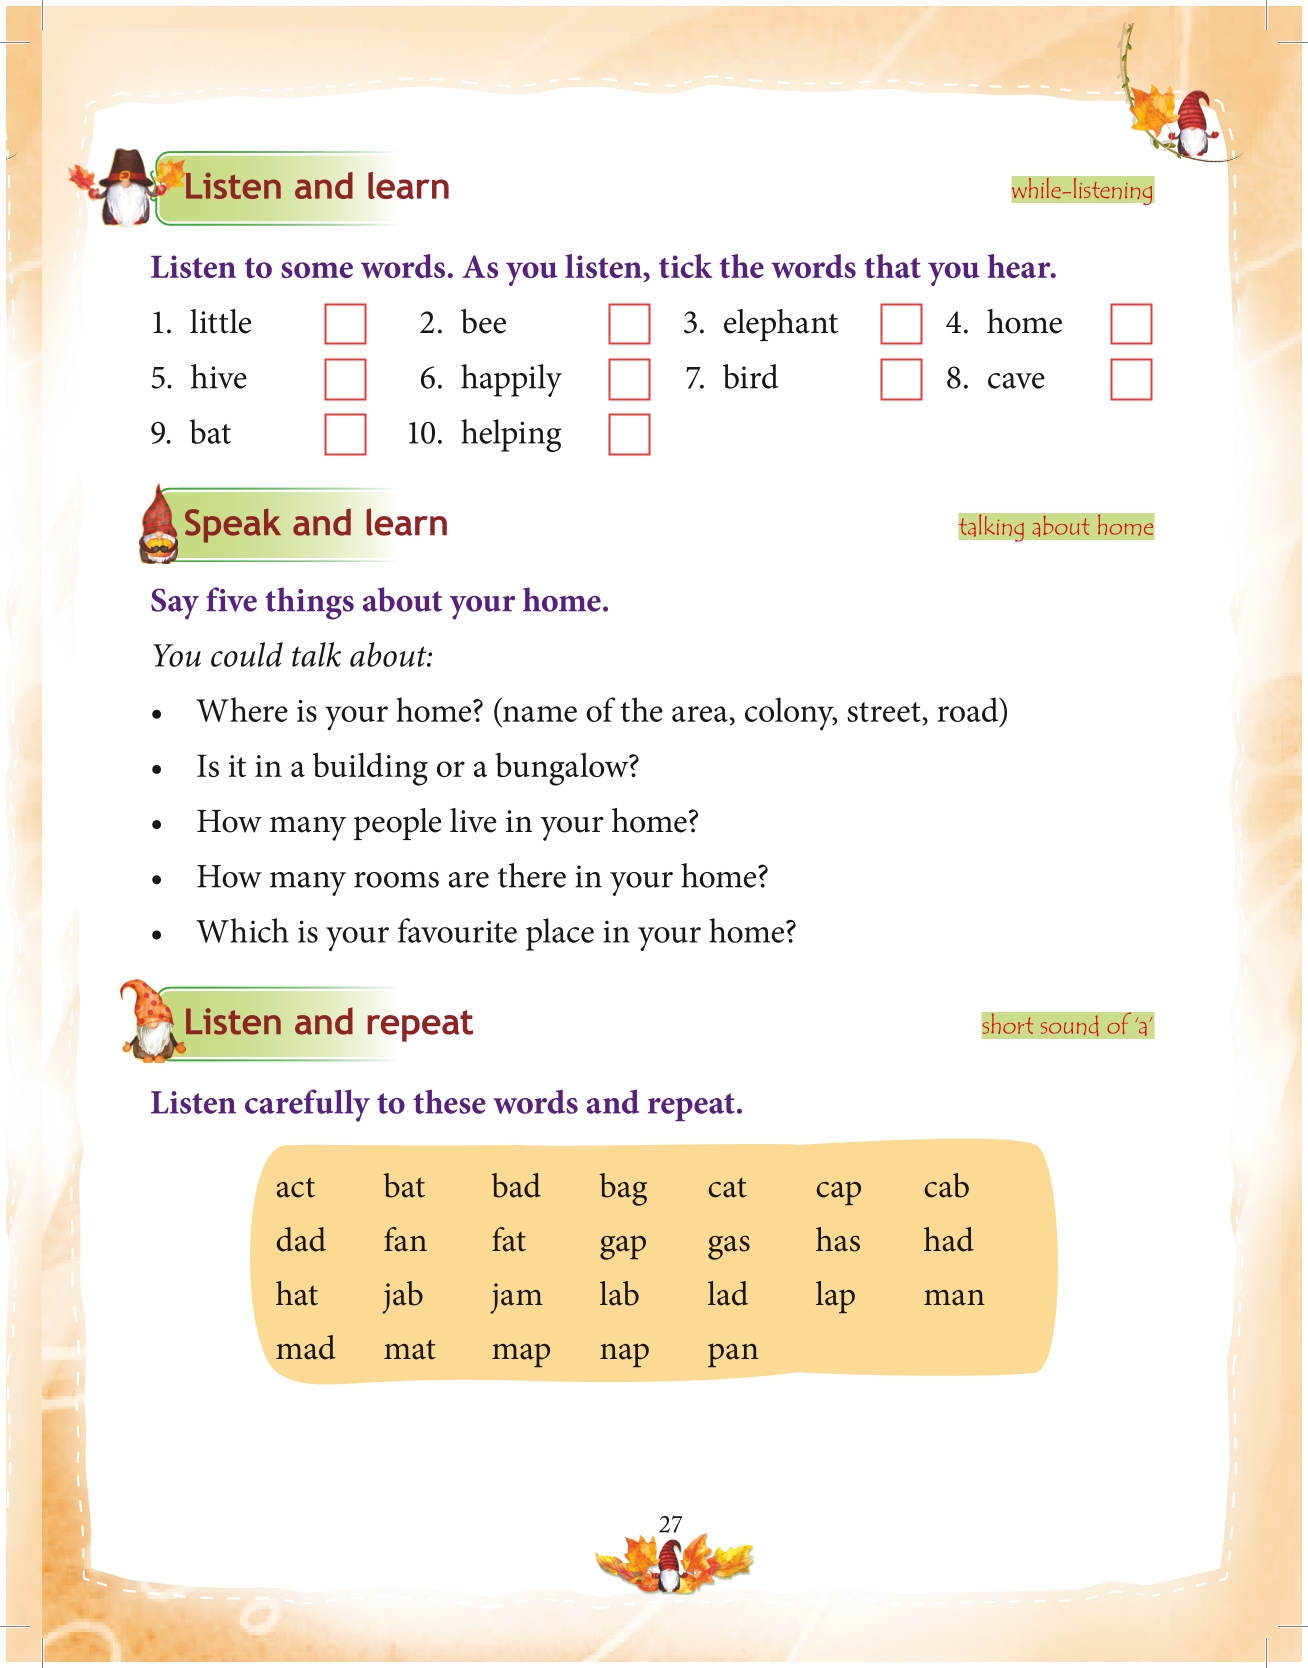 Listen and learn
while-listening
Listen to some words. As you listen, tick the words that you hear.
1. little 2. bee 3. elephant 4. home
5. hive 6. happily 7. bird 8. cave
9. bat 10. helping
Speak and learn
talking about home
Say five things about your home.
You could talk about:
• Where is your home? (name of the area, colony, street, road)
• Is it in a building or a bungalow?
• How many people live in your home?
• How many rooms are there in your home?
• Which is your favourite place in your home?
Listen and repeat
short sound of ‘a’
Listen carefully to these words and repeat.
act bat bad bag cat cap cab
dad fan fat gap gas has had
hat jab jam lab lad lap man
mad mat map nap pan
27